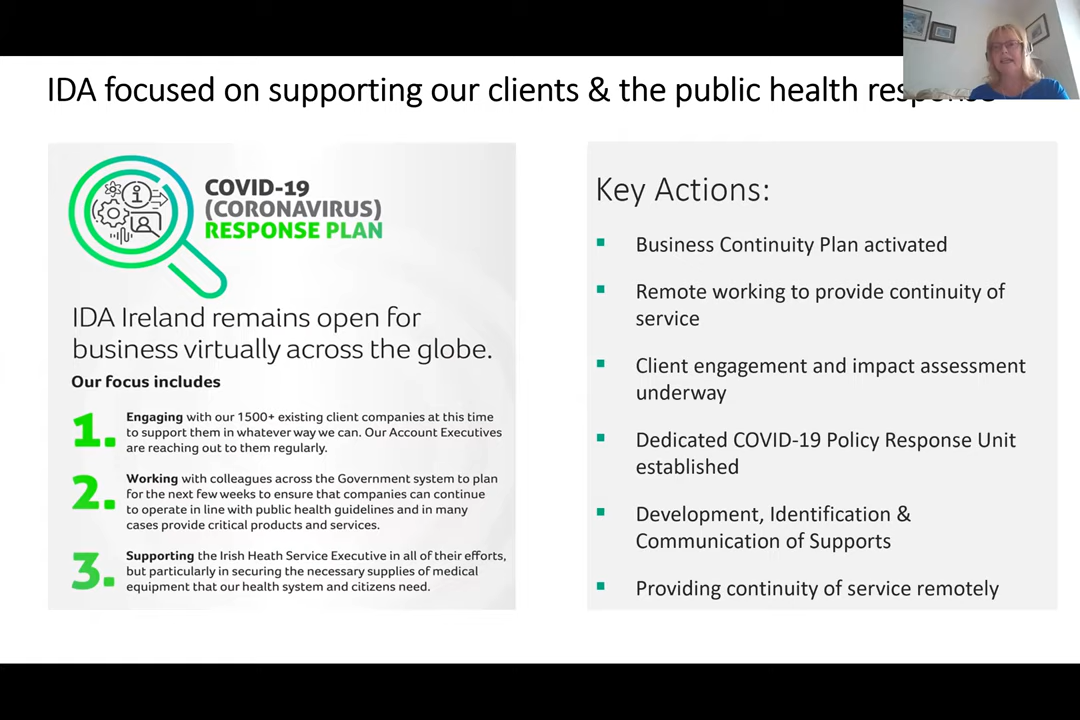 IDA focused on supporting our clients & the public health response
COVID-19
(CORONAVIRUS)
RESPONSE PLAN
IDA Ireland remains open for
business virtually across the globe.
Our focus includes
1.
Engaging with our 1500+ existing client companies at this time
to support them in whatever way we can. Our Account Executives
are reaching out to them regularly.
2.
Working with colleagues across the Government system to plan
for the next few weeks to ensure that companies can continue
to operate in line with public health guidelines and in many
cases provide critical products and services.
3.
Supporting the Irish Heath Service Executive in all of their efforts,
but particularly in securing the necessary supplies of medical
equipment that our health system and citizens need.
Key Actions:
Business Continuity Plan activated
Remote working to provide continuity of
service
Client engagement and impact assessment
underway
Dedicated COVID-19 Policy Response Unit
established
Development, Identification &
Communication of Supports
Providing continuity of service remotely